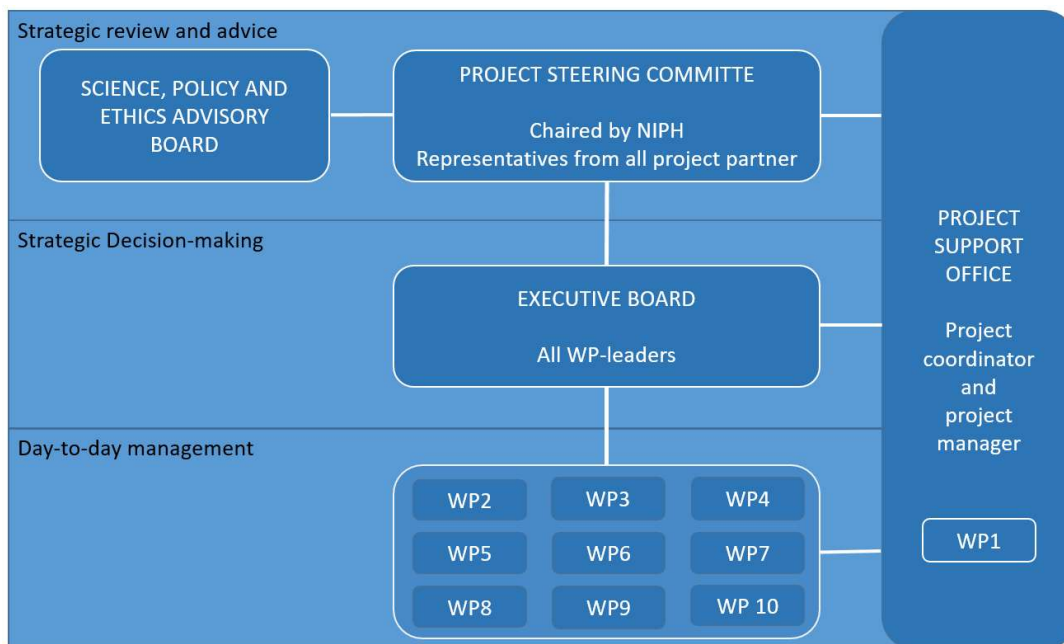 Strategic review and advice
SCIENCE, POLICY AND
ETHICS ADVISORY
BOARD
PROJECT STEERING COMMITTE
Chaired by NIPH
Representatives from all project partner
Strategic Decision-making
EXECUTIVE BOARD
All WP-leaders
Day-to-day management
WP2
WP3
WP4
WP5
WP6
WP7
WP8
WP9
WP 10
PROJECT
SUPPORT
OFFICE
Project
coordinator
and
project
manager
WP1